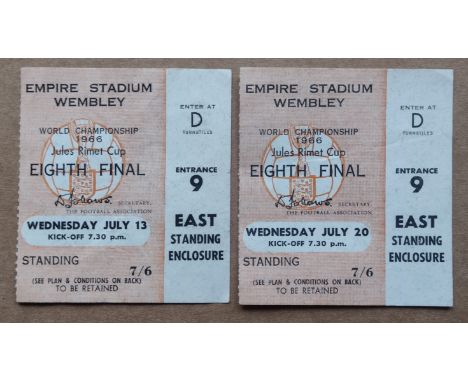 EMPIRE STADIUM
WEMBLEY
WORLD CHAMPIONSHIP
1966
Jules Rimet Cup
EIGHTH FINAL
SECRETARY,
THE FOOTBALL ASSOCIATION
WEDNESDAY JULY 13
KICK-OFF 7.30 p.m.
STANDING
7/6
(SEE PLAN & CONDITIONS ON BACK)
TO BE RETAINED
ENTER AT
D
TURNSTILES
ENTRANCE
9
EAST
STANDING
ENCLOSURE
EMPIRE STADIUM
WEMBLEY
WORLD CHAMPIONSHIP
1966
Jules Rimet Cup
EIGHTH FINAL
SECRETARY,
THE FOOTBALL ASSOCIATION
WEDNESDAY JULY 20
KICK-OFF 7.30 p.m.
STANDING
7/6
(SEE PLAN & CONDITIONS ON BACK)
TO BE RETAINED
ENTER AT
D
TURNSTILES
ENTRANCE
9
EAST
STANDING
ENCLOSURE